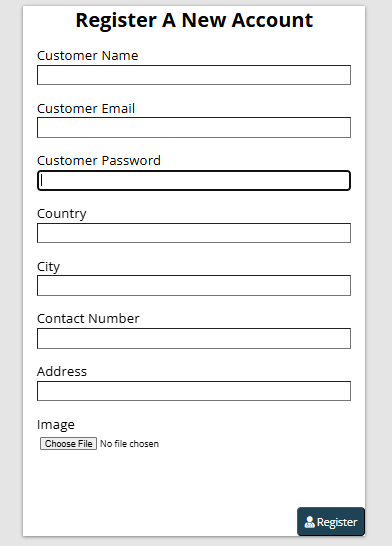 Register A New Account
Customer Name
Customer Email
Customer Password
Country
City
Contact Number
Address
Image
Choose File No file chosen
Register